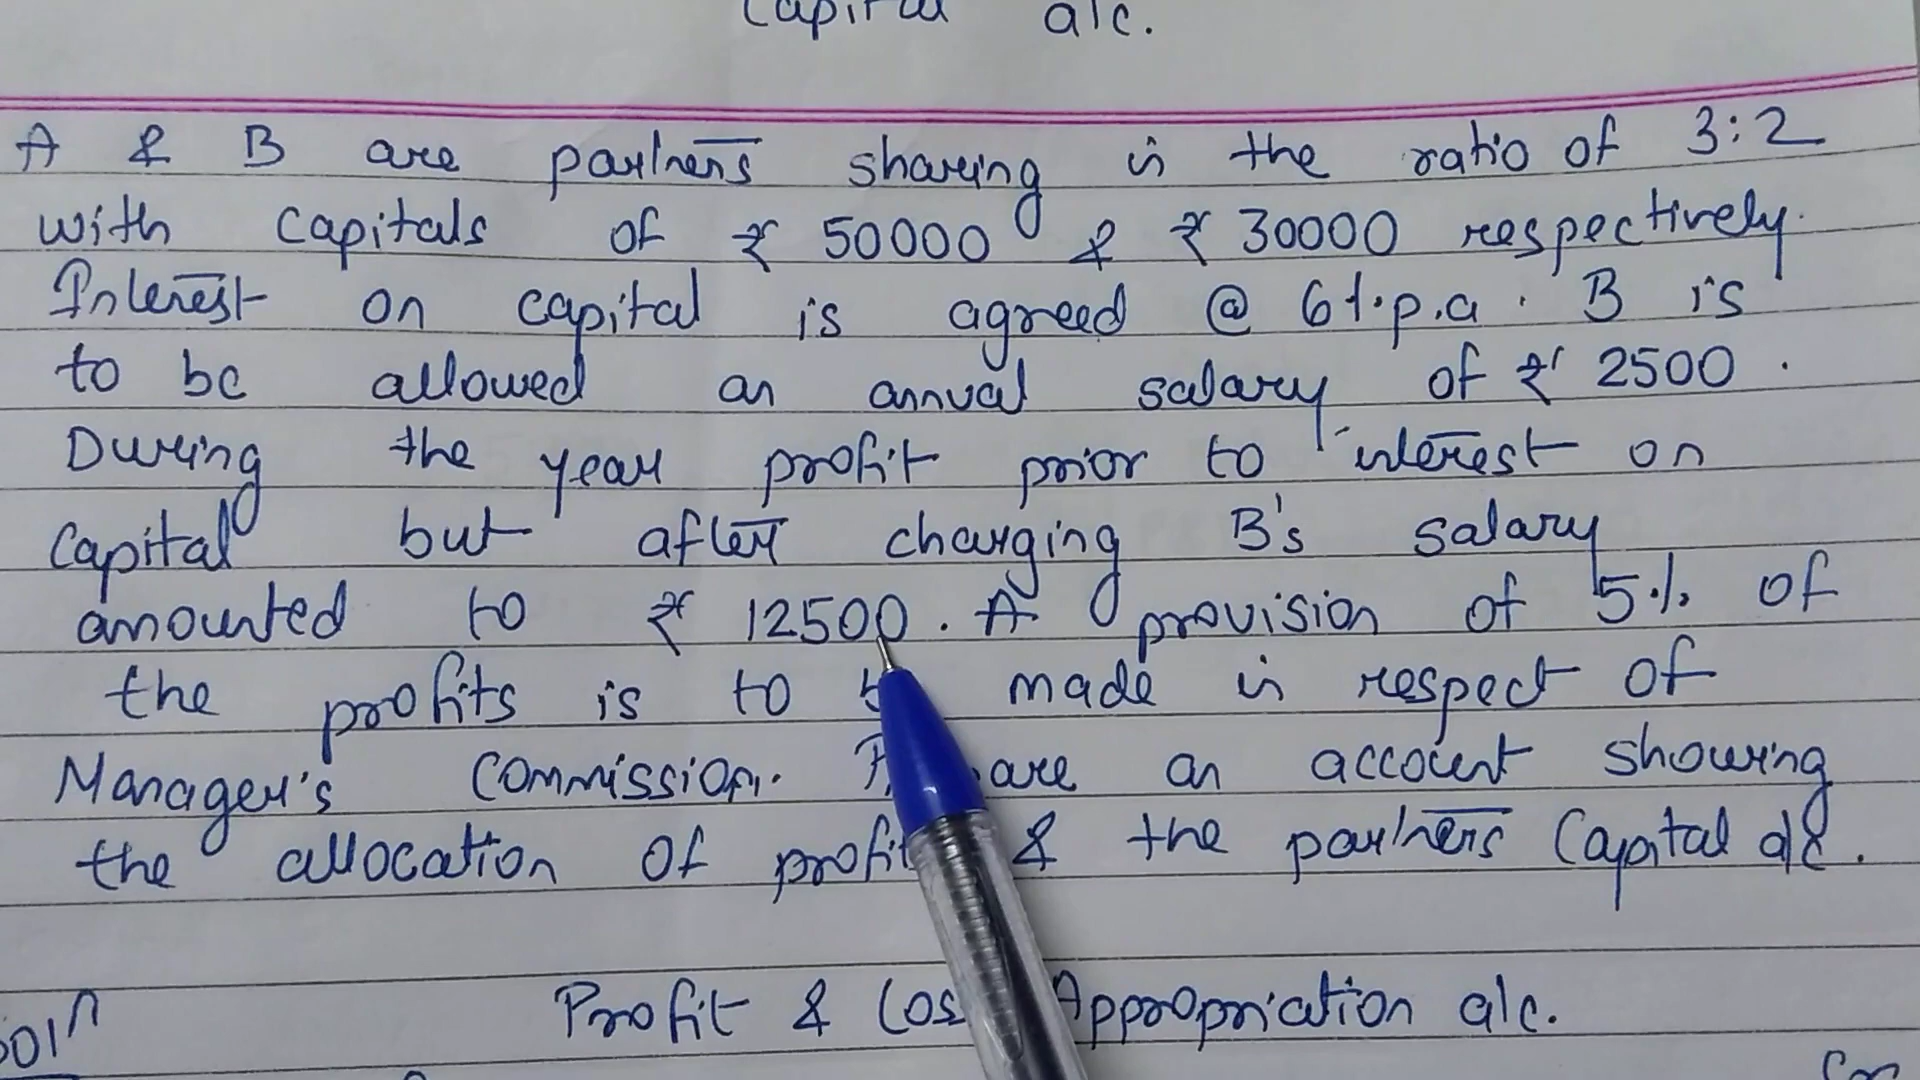 Capital a/c.
A & B are partners sharing in the ratio of 3:2
with capitals of ₹ 50000 & ₹ 30000 respectively.
Interest on capital is agreed @ 6%.p.a. B is
to be allowed an annual salary of ₹ 2500.
During the year profit prior to interest on
Capital but after charging B's salary
amounted to ₹ 12500. A provision of 5% of
the profits is to made in respect of
Manager's Commission. an account showing
the allocation of profit & the partners Capital a/c.
Profit & Loss Appropriation a/c.
Soln